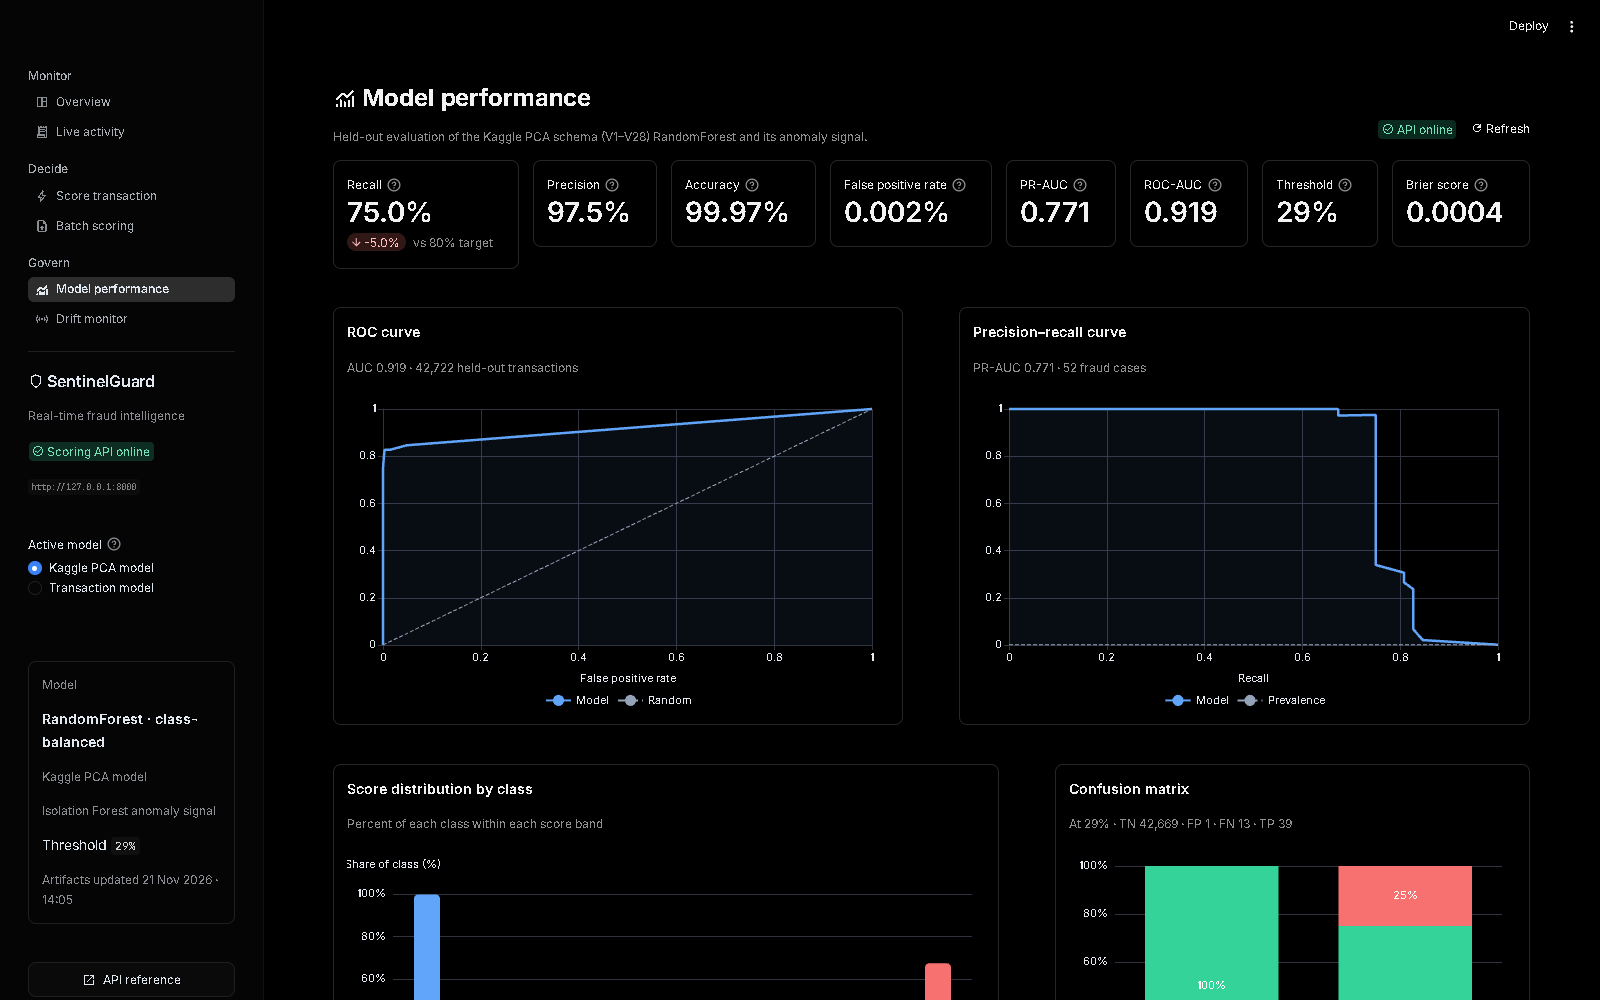 Deploy
Monitor
Overview
Live activity
Decide
Score transaction
Batch scoring
Govern
Model performance
Drift monitor
SentinelGuard
Real-time fraud intelligence
Scoring API online
http://127.0.0.1:8000
Active model
Kaggle PCA model
Transaction model
Model
RandomForest · class-
balanced
Kaggle PCA model
Isolation Forest anomaly signal
Threshold 29%
Artifacts updated 21 Nov 2026 ·
14:05
API reference
Model performance
Held-out evaluation of the Kaggle PCA schema (V1–V28) RandomForest and its anomaly signal.
API online
Refresh
Recall
75.0%
-5.0% vs 80% target
Precision
97.5%
Accuracy
99.97%
False positive rate
0.002%
PR-AUC
0.771
ROC-AUC
0.919
Threshold
29%
Brier score
0.0004
ROC curve
AUC 0.919 · 42,722 held-out transactions
1
0.8
0.6
0.4
0.2
0
0 0.2 0.4 0.6 0.8 1
False positive rate
Model Random
Precision–recall curve
PR-AUC 0.771 · 52 fraud cases
1
0.8
0.6
0.4
0.2
0
0 0.2 0.4 0.6 0.8 1
Recall
Model Prevalence
Score distribution by class
Percent of each class within each score band
Share of class (%)
100%
80%
60%
Confusion matrix
At 29% · TN 42,669 · FP 1 · FN 13 · TP 39
100%
80%
60%
25%
100%